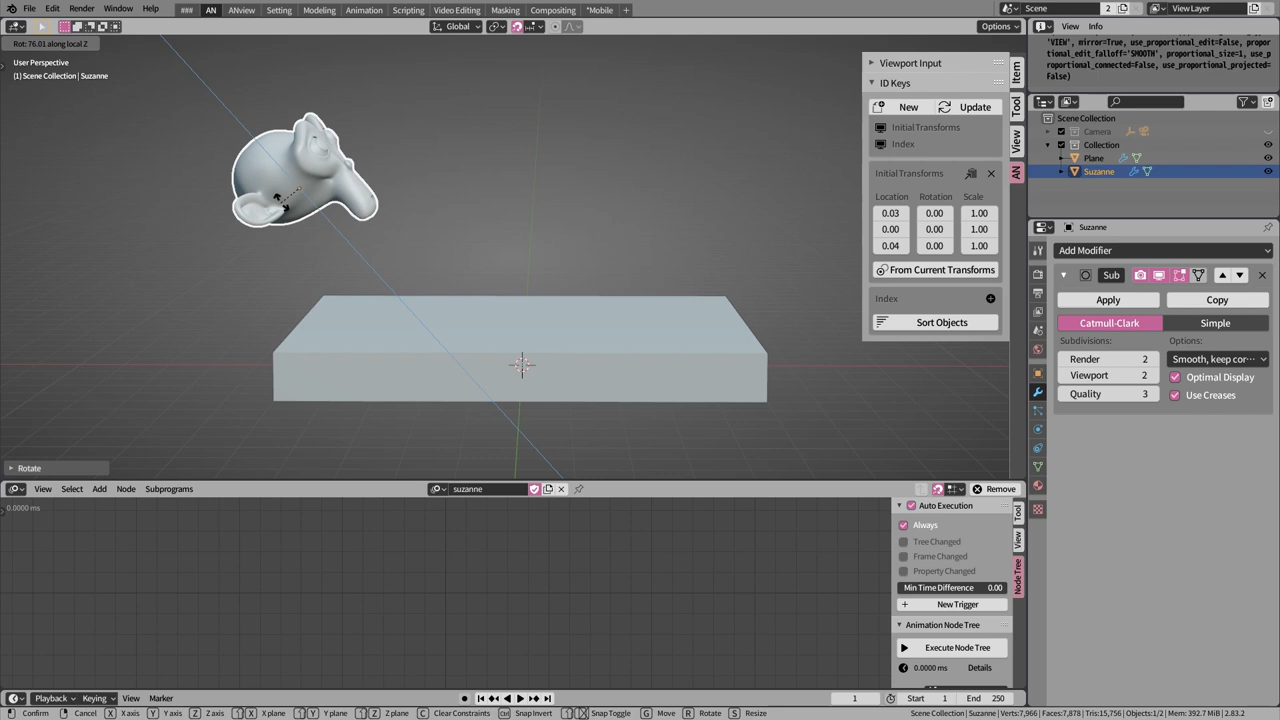 File Edit Render Window Help ### AN ANview Setting Modeling Animation Scripting Video Editing Masking Compositing *Mobile + Scene 2 View Layer
Global Options View Info
Rot: 76.01 along local Z
User Perspective
(1) Scene Collection | Suzanne
Viewport Input
ID Keys
New Update
Initial Transforms
Index
Initial Transforms
Location Rotation Scale
0.03 0.00 1.00
0.00 0.00 1.00
0.04 0.00 1.00
From Current Transforms
Index
Sort Objects
Item
Tool
View
AN
'VIEW', mirror=True, use_proportional_edit=False, propor
tional_edit_falloff='SMOOTH', proportional_size=1, use_p
roportional_connected=False, use_proportional_projected=
False)
Scene Collection
Camera
Collection
Plane
Suzanne
Suzanne
Add Modifier
Sub
Apply Copy
Catmull-Clark Simple
Subdivisions: Options:
Render 2 Smooth, keep cor···
Viewport 2 Optimal Display
Quality 3 Use Creases
Rotate
View Select Add Node Subprograms suzanne Remove
0.0000 ms
Auto Execution
Always
Tree Changed
Frame Changed
Property Changed
Min Time Difference 0.00
New Trigger
Animation Node Tree
Execute Node Tree
0.0000 ms Details
Tool
View
Node Tree
Playback Keying View Marker 1 Start 1 End 250
Confirm Cancel X X axis Y Y axis Z Z axis X X plane Y Y plane Z Z plane C Clear Constraints Ctrl Snap Invert Snap Toggle G Move R Rotate S Resize Scene Collection | Suzanne | Verts:7,966 | Faces:7,878 | Tris:15,756 | Objects:1/2 | Mem: 392.7 MiB | 2.83.2